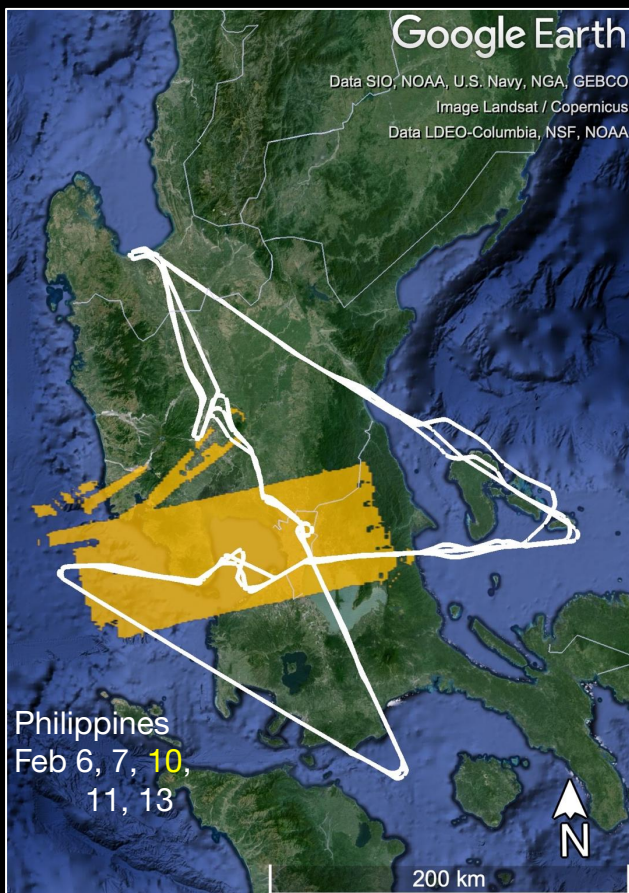 Google Earth
Data SIO, NOAA, U.S. Navy, NGA, GEBCO
Image Landsat / Copernicus
Data LDEO-Columbia, NSF, NOAA
Philippines
Feb 6, 7, 10,
11, 13
N
200 km